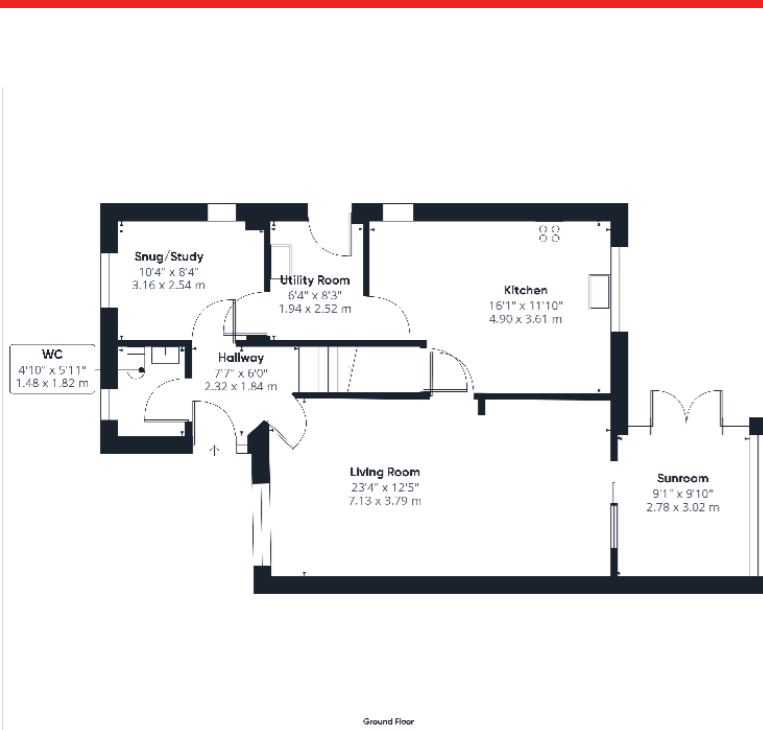 Snug/Study
10'4" x 8'4"
3.16 x 2.54 m
Utility Room
6'4" x 8'3"
1.94 x 2.52 m
Kitchen
16'1" x 11'10"
4.90 x 3.61 m
WC
4'10" x 5'11"
1.48 x 1.82 m
Hallway
7'7" x 6'0"
2.32 x 1.84 m
Living Room
23'4" x 12'5"
7.13 x 3.79 m
Sunroom
9'1" x 9'10"
2.78 x 3.02 m
Ground Floor